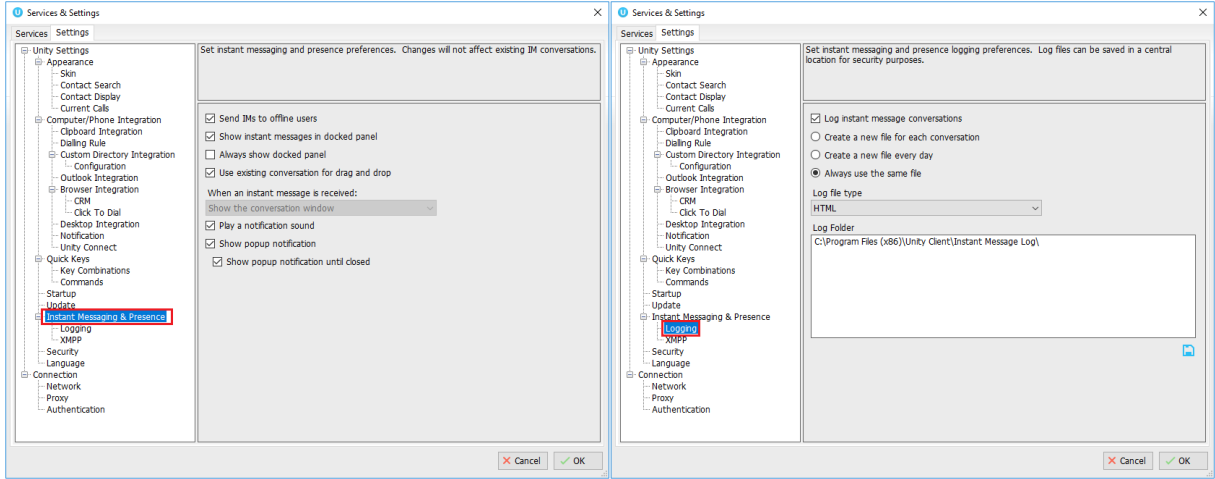 Services & Settings
Services Settings
Unity Settings
Appearance
Skin
Contact Search
Contact Display
Current Calls
Computer/Phone Integration
Clipboard Integration
Dialling Rule
Custom Directory Integration
Configuration
Outlook Integration
Browser Integration
CRM
Click To Dial
Desktop Integration
Notification
Unity Connect
Quick Keys
Key Combinations
Commands
Startup
Update
Instant Messaging & Presence
Logging
XMPP
Security
Language
Connection
Network
Proxy
Authentication
Set instant messaging and presence preferences. Changes will not affect existing IM conversations.
Send IMs to offline users
Show instant messages in docked panel
Always show docked panel
Use existing conversation for drag and drop
When an instant message is received:
Show the conversation window
Play a notification sound
Show popup notification
Show popup notification until closed
Cancel OK
Services & Settings
Services Settings
Unity Settings
Appearance
Skin
Contact Search
Contact Display
Current Calls
Computer/Phone Integration
Clipboard Integration
Dialling Rule
Custom Directory Integration
Configuration
Outlook Integration
Browser Integration
CRM
Click To Dial
Desktop Integration
Notification
Unity Connect
Quick Keys
Key Combinations
Commands
Startup
Update
Instant Messaging & Presence
Logging
XMPP
Security
Language
Connection
Network
Proxy
Authentication
Set instant messaging and presence logging preferences. Log files can be saved in a central
location for security purposes.
Log instant message conversations
Create a new file for each conversation
Create a new file every day
Always use the same file
Log file type
HTML
Log Folder
C:\Program Files (x86)\Unity Client\Instant Message Log\
Cancel OK